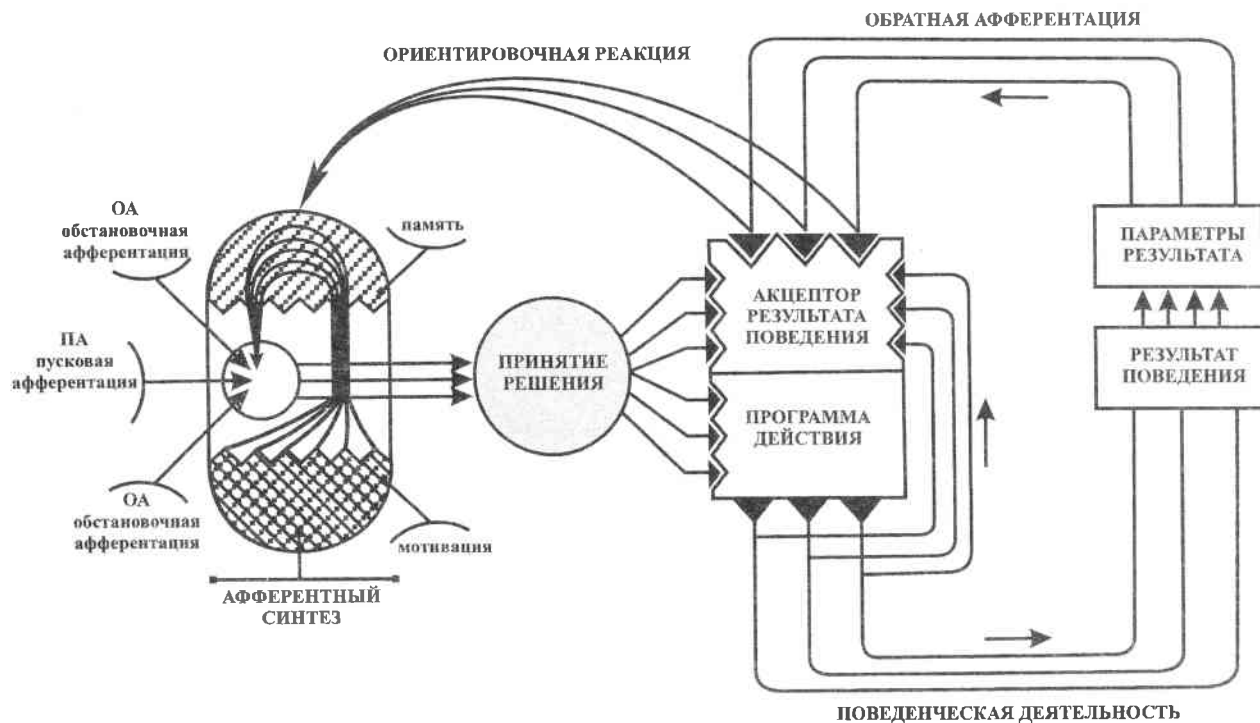 ОБРАТНАЯ АФФЕРЕНТАЦИЯ
ОРИЕНТИРОВОЧНАЯ РЕАКЦИЯ
ОА
обстановочная
афферентация
память
ПА
пусковая
афферентация
ОА
обстановочная
афферентация
мотивация
АФФЕРЕНТНЫЙ
СИНТЕЗ
ПРИНЯТИЕ
РЕШЕНИЯ
АКЦЕПТОР
РЕЗУЛЬТАТА
ПОВЕДЕНИЯ
ПРОГРАММА
ДЕЙСТВИЯ
ПАРАМЕТРЫ
РЕЗУЛЬТАТА
РЕЗУЛЬТАТ
ПОВЕДЕНИЯ
ПОВЕДЕНЧЕСКАЯ ДЕЯТЕЛЬНОСТЬ